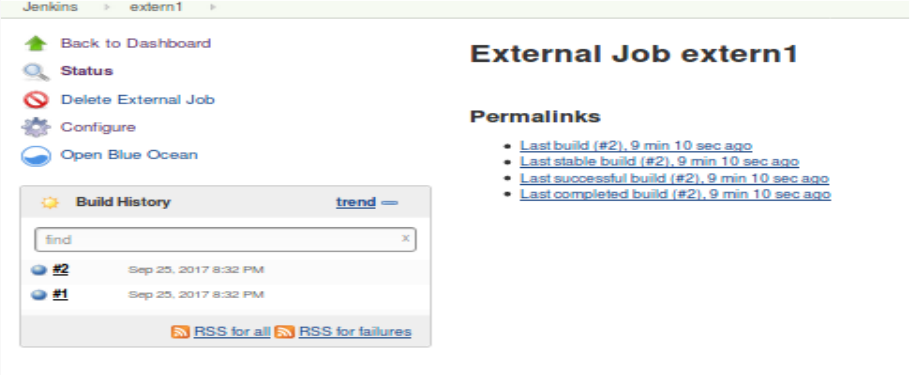 Jenkins extern1
Back to Dashboard
Status
Delete External Job
Configure
Open Blue Ocean
Build History trend
find x
#2 Sep 25, 2017 8:32 PM
#1 Sep 25, 2017 8:32 PM
RSS for all RSS for failures
External Job extern1
Permalinks
Last build (#2), 9 min 10 sec ago
Last stable build (#2), 9 min 10 sec ago
Last successful build (#2), 9 min 10 sec ago
Last completed build (#2), 9 min 10 sec ago